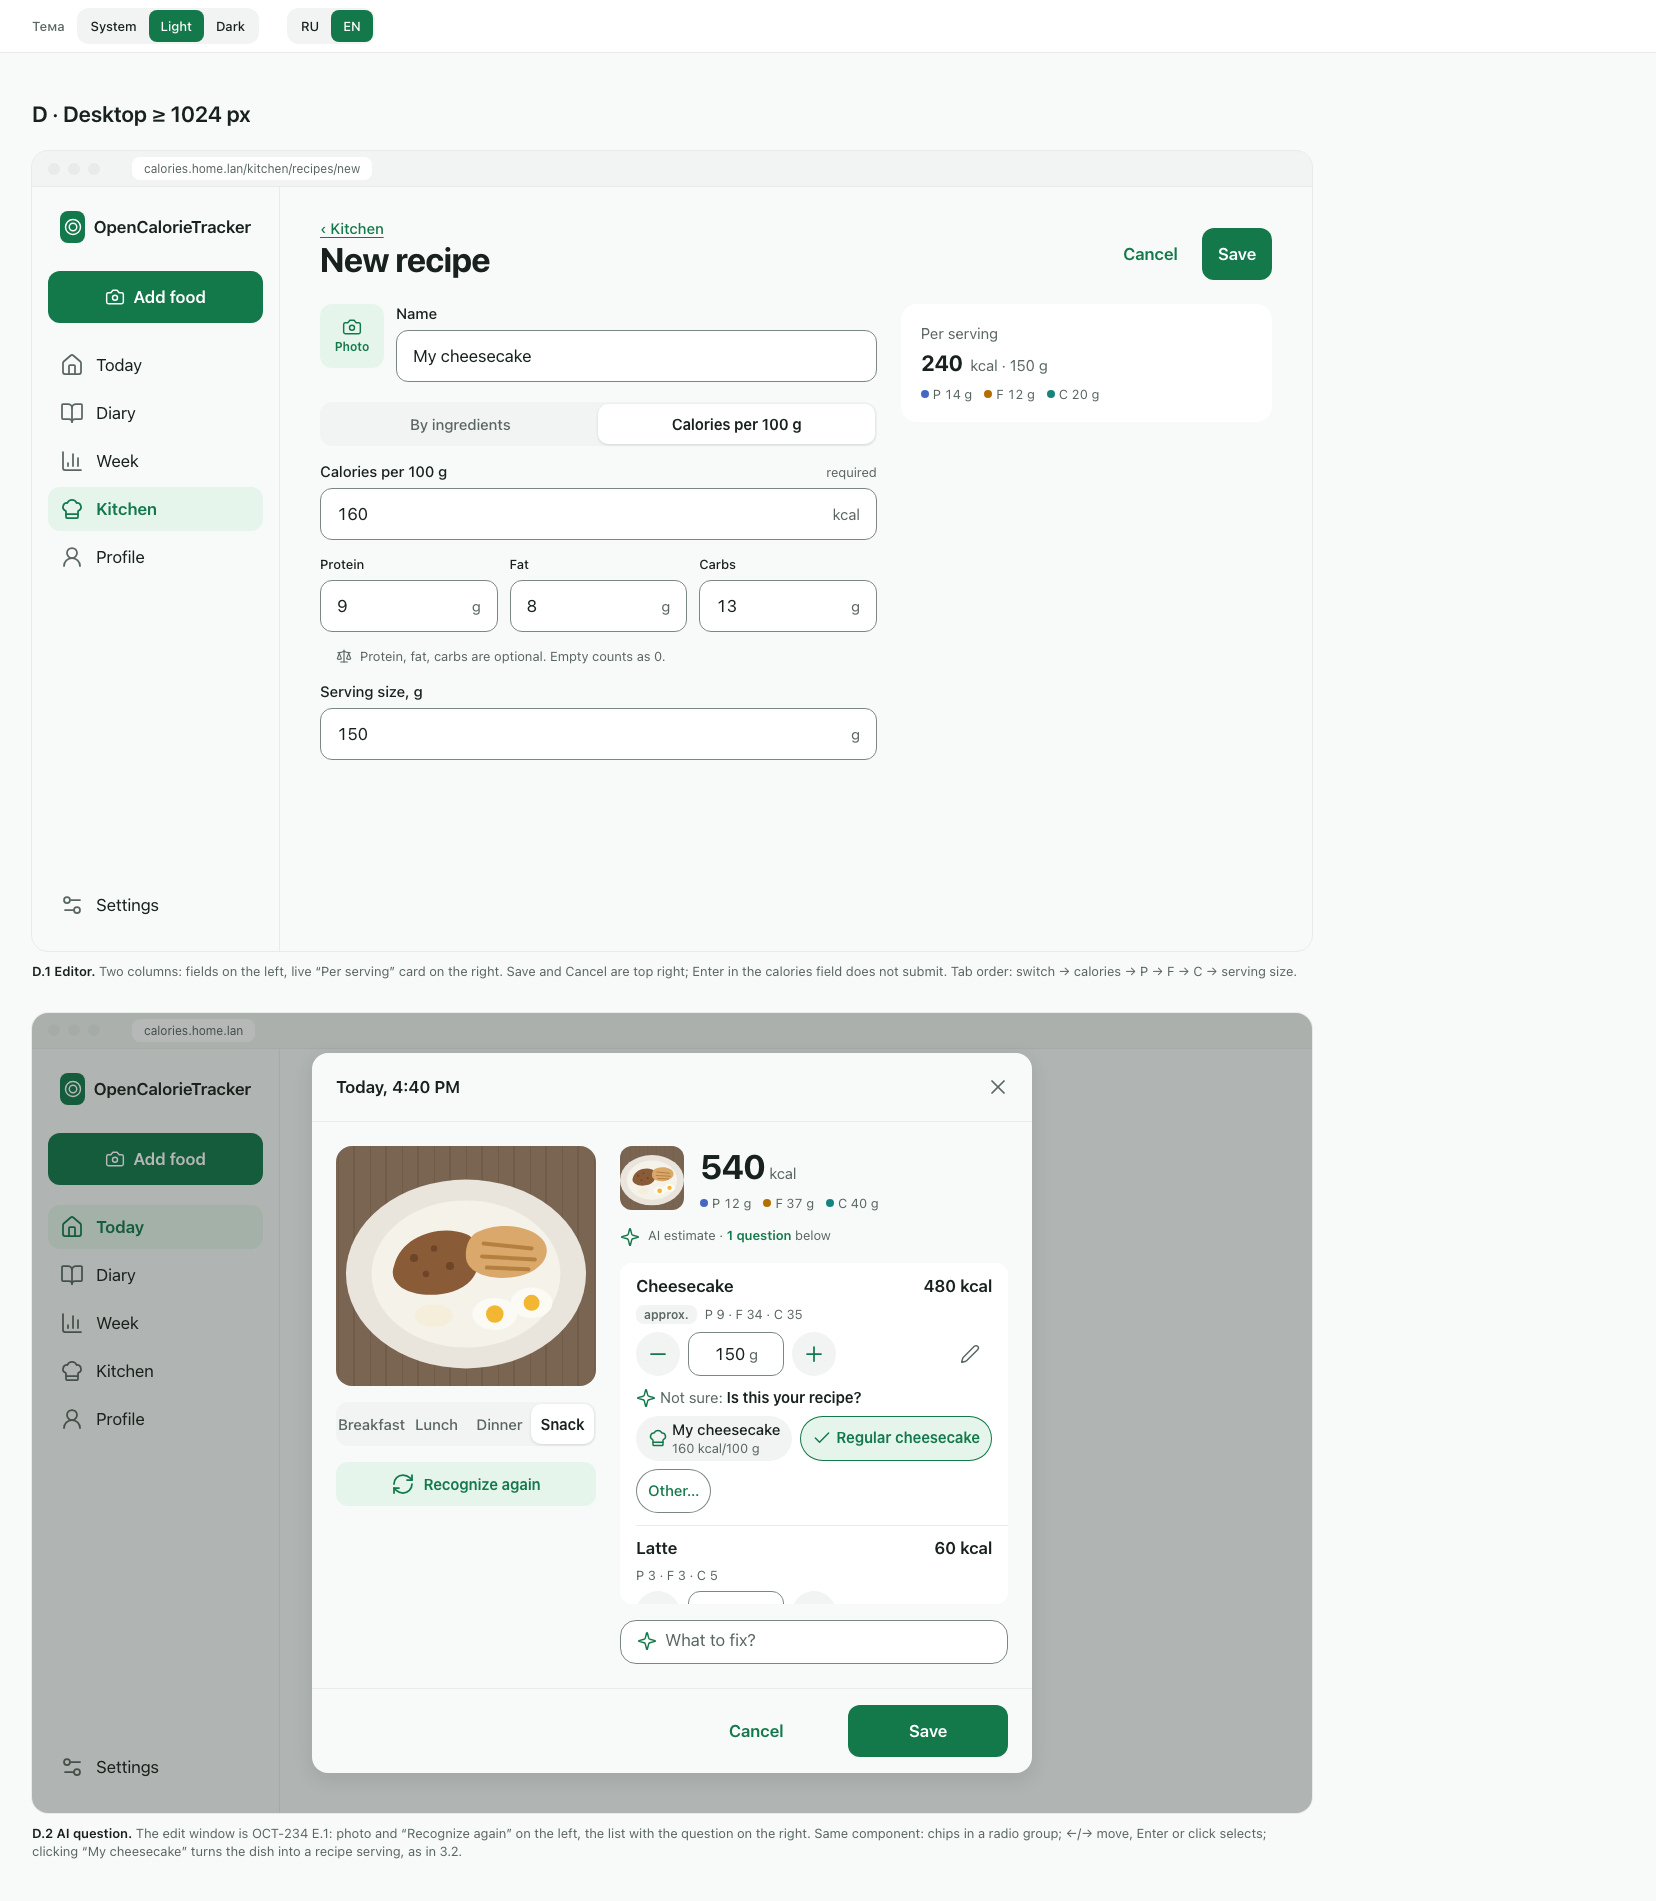 Тема System Light Dark RU EN
D · Desktop ≥ 1024 px
calories.home.lan/kitchen/recipes/new
OpenCalorieTracker
Add food
Today
Diary
Week
Kitchen
Profile
Settings
‹ Kitchen
New recipe
Cancel Save
Photo
Name
My cheesecake
By ingredients Calories per 100 g
Calories per 100 g required
160 kcal
Protein Fat Carbs
9 g 8 g 13 g
Protein, fat, carbs are optional. Empty counts as 0.
Serving size, g
150 g
Per serving
240 kcal · 150 g
P 14 g F 12 g C 20 g
D.1 Editor. Two columns: fields on the left, live “Per serving” card on the right. Save and Cancel are top right; Enter in the calories field does not submit. Tab order: switch → calories → P → F → C → serving size.
calories.home.lan
OpenCalorieTracker
Add food
Today
Diary
Week
Kitchen
Profile
Settings
Today, 4:40 PM
Breakfast Lunch Dinner Snack
Recognize again
540 kcal
P 12 g F 37 g C 40 g
AI estimate · 1 question below
Cheesecake 480 kcal
approx. P 9 · F 34 · C 35
150 g
Not sure: Is this your recipe?
My cheesecake
160 kcal/100 g
Regular cheesecake
Other...
Latte 60 kcal
P 3 · F 3 · C 5
What to fix?
Cancel Save
D.2 AI question. The edit window is OCT-234 E.1: photo and “Recognize again” on the left, the list with the question on the right. Same component: chips in a radio group; ←/→ move, Enter or click selects;
clicking “My cheesecake” turns the dish into a recipe serving, as in 3.2.